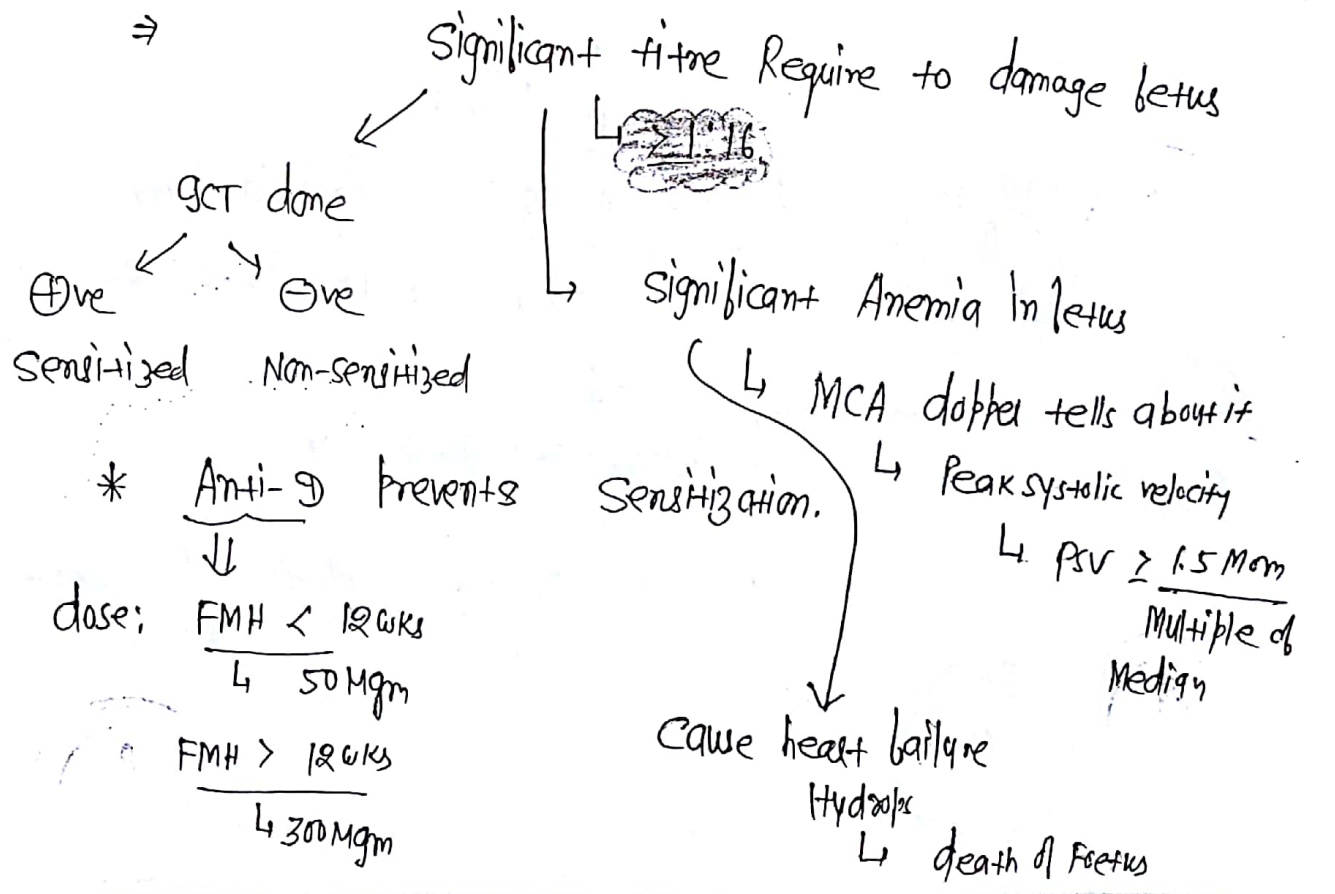 ⇒ Significant titre Require to damage fetus
↳ ≥ 1:16
ICT done
⊕ve ⊖ve
Sensitized Non-sensitized
↳ Significant Anemia in fetus
↳ MCA doppler tells about it
↳ Peak systolic velocity
↳ PSV ≥ 1.5 MoM
Multiple of
Median
* Anti-D prevents Sensitization.
dose: FMH < 12 wks
↳ 50 Mgm
FMH > 12 wks
↳ 300 Mgm
Cause heart failure
Hydrops
↳ death of Foetus